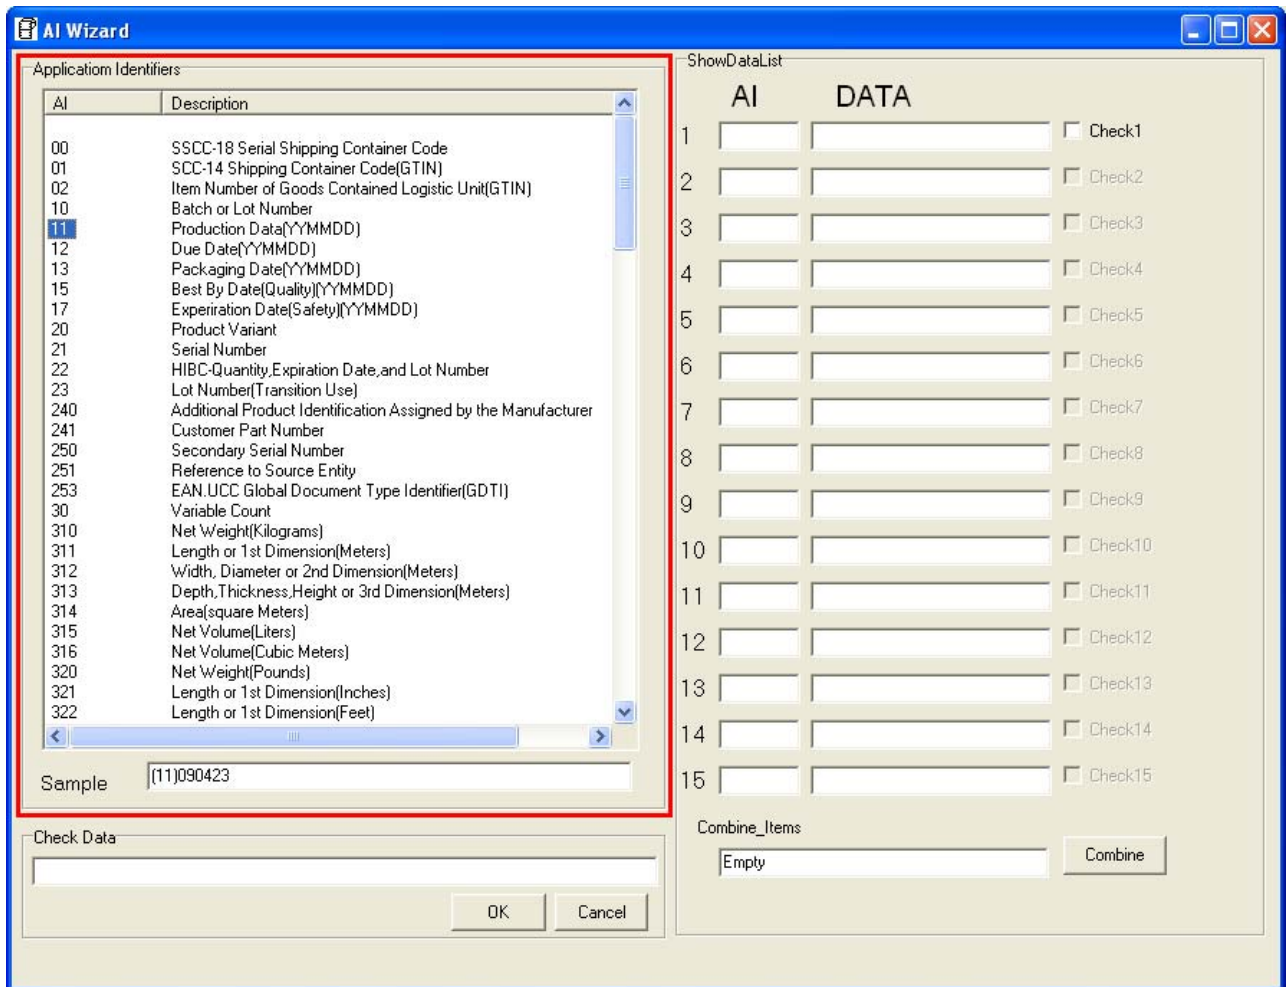 AI Wizard
Applicatiom Identifiers
AI Description
00 SSCC-18 Serial Shipping Container Code
01 SCC-14 Shipping Container Code(GTIN)
02 Item Number of Goods Contained Logistic Unit(GTIN)
10 Batch or Lot Number
11 Production Data(YYMMDD)
12 Due Date(YYMMDD)
13 Packaging Date(YYMMDD)
15 Best By Date(Quality)(YYMMDD)
17 Experiration Date(Safety)(YYMMDD)
20 Product Variant
21 Serial Number
22 HIBC-Quantity,Expiration Date,and Lot Number
23 Lot Number(Transition Use)
240 Additional Product Identification Assigned by the Manufacturer
241 Customer Part Number
250 Secondary Serial Number
251 Reference to Source Entity
253 EAN.UCC Global Document Type Identifier(GDTI)
30 Variable Count
310 Net Weight(Kilograms)
311 Length or 1st Dimension(Meters)
312 Width, Diameter or 2nd Dimension(Meters)
313 Depth,Thickness,Height or 3rd Dimension(Meters)
314 Area(square Meters)
315 Net Volume(Liters)
316 Net Volume(Cubic Meters)
320 Net Weight(Pounds)
321 Length or 1st Dimension(Inches)
322 Length or 1st Dimension(Feet)
Sample (11)090423
Check Data
OK Cancel
ShowDataList
AI DATA
1 Check1
2 Check2
3 Check3
4 Check4
5 Check5
6 Check6
7 Check7
8 Check8
9 Check9
10 Check10
11 Check11
12 Check12
13 Check13
14 Check14
15 Check15
Combine_Items
Empty Combine